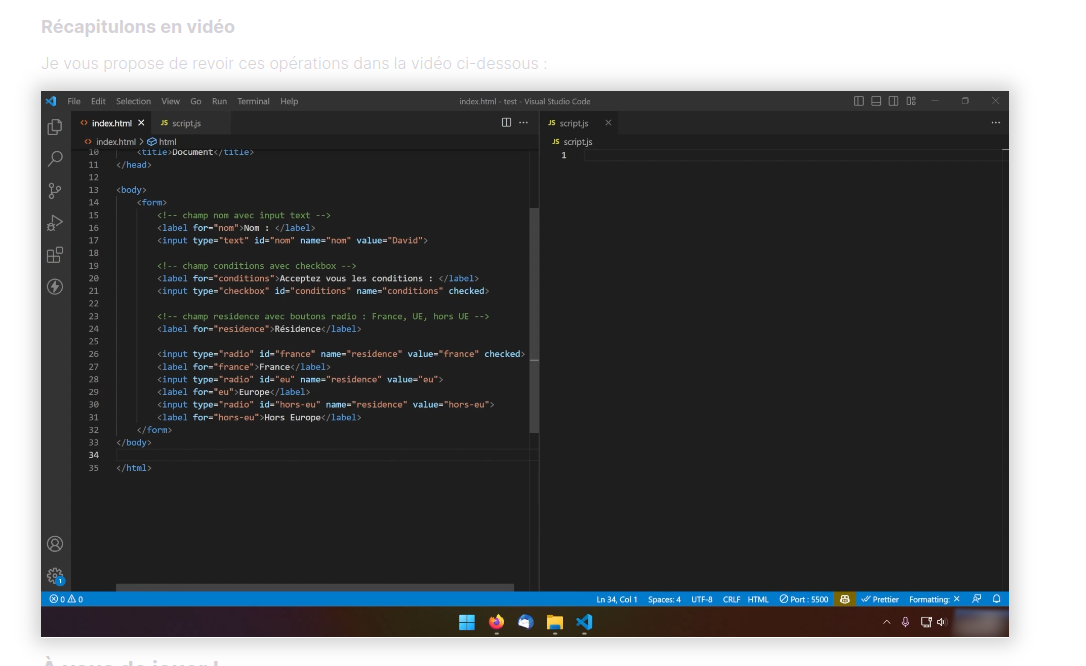 Récapitulons en vidéo
Je vous propose de revoir ces opérations dans la vidéo ci-dessous :
File Edit Selection View Go Run Terminal Help index.html - test - Visual Studio Code
index.html script.js
index.html > html
10 <title>Document</title>
11 </head>
12
13 <body>
14 <form>
15 <!-- champ nom avec input text -->
16 <label for="nom">Nom : </label>
17 <input type="text" id="nom" name="nom" value="David">
18
19 <!-- champ conditions avec checkbox -->
20 <label for="conditions">Acceptez vous les conditions : </label>
21 <input type="checkbox" id="conditions" name="conditions" checked>
22
23 <!-- champ residence avec boutons radio : France, UE, hors UE -->
24 <label for="residence">Résidence</label>
25
26 <input type="radio" id="france" name="residence" value="france" checked>
27 <label for="france">France</label>
28 <input type="radio" id="eu" name="residence" value="eu">
29 <label for="eu">Europe</label>
30 <input type="radio" id="hors-eu" name="residence" value="hors-eu">
31 <label for="hors-eu">Hors Europe</label>
32 </form>
33 </body>
34
35 </html>
JS script.js
JS script.js
1
1
0 0 Ln 34, Col 1 Spaces: 4 UTF-8 CRLF HTML Port : 5500 Prettier Formatting: ✕
À vous de jouer !